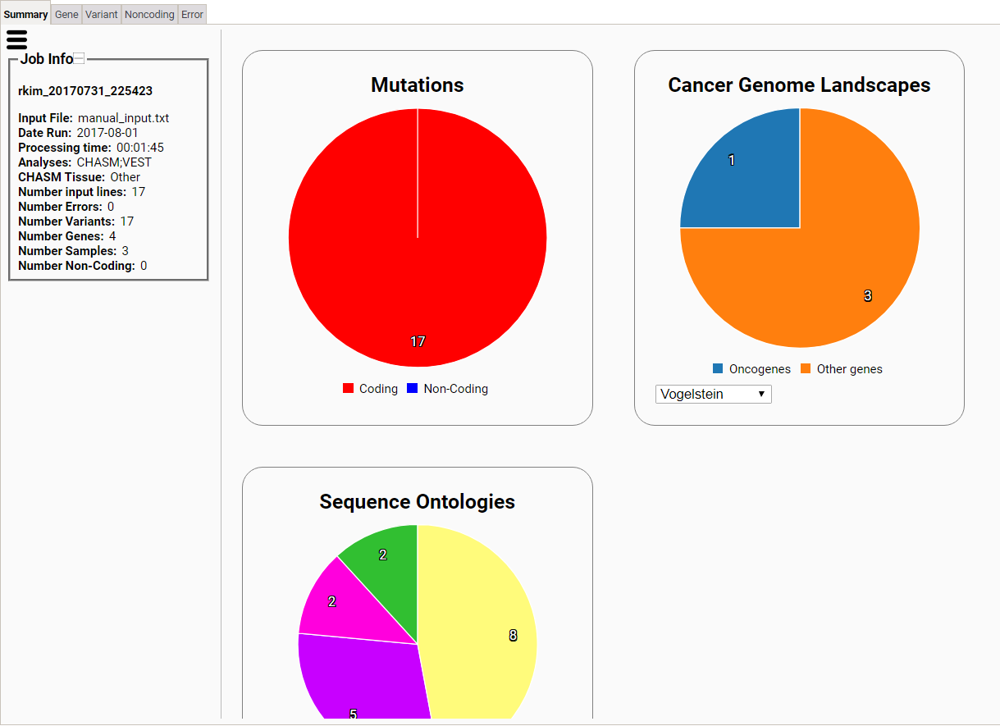 Summary Gene Variant Noncoding Error
Job Info
rkim_20170731_225423
Input File: manual_input.txt
Date Run: 2017-08-01
Processing time: 00:01:45
Analyses: CHASM;VEST
CHASM Tissue: Other
Number input lines: 17
Number Errors: 0
Number Variants: 17
Number Genes: 4
Number Samples: 3
Number Non-Coding: 0
Mutations
17
Coding Non-Coding
Cancer Genome Landscapes
1
3
Oncogenes Other genes
Vogelstein
Sequence Ontologies
2
2
8
5